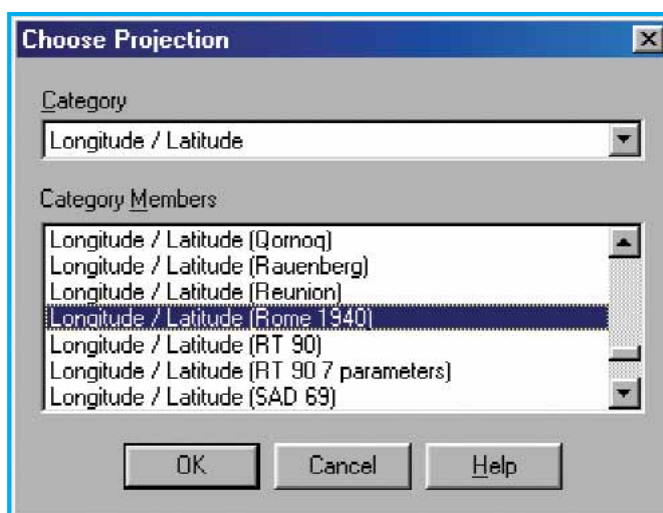 Choose Projection
Category
Longitude / Latitude
Category Members
Longitude / Latitude (Qornoq)
Longitude / Latitude (Rauenberg)
Longitude / Latitude (Reunion)
Longitude / Latitude (Rome 1940)
Longitude / Latitude (RT 90)
Longitude / Latitude (RT 90 7 parameters)
Longitude / Latitude (SAD 69)
OK Cancel Help